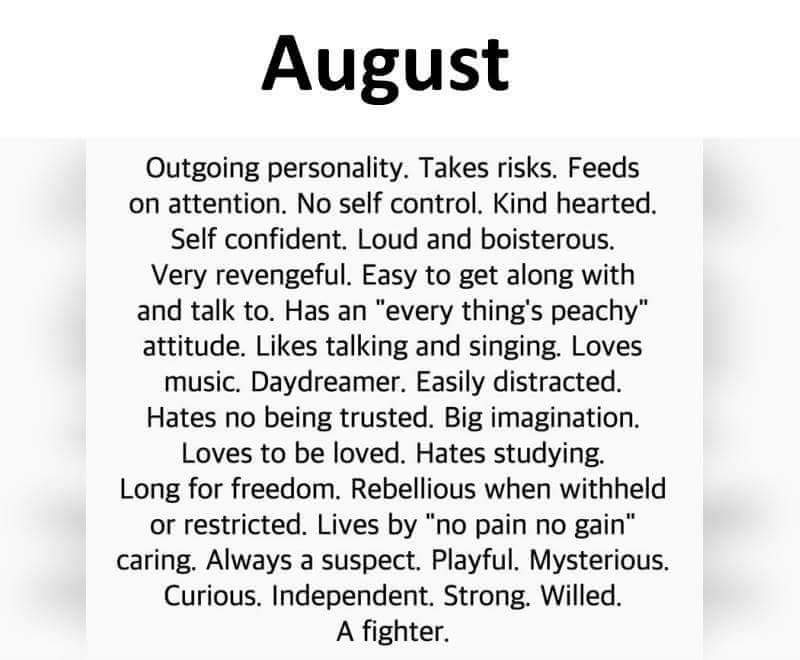 August
Outgoing personality. Takes risks. Feeds
on attention. No self control. Kind hearted.
Self confident. Loud and boisterous.
Very revengeful. Easy to get along with
and talk to. Has an "every thing's peachy"
attitude. Likes talking and singing. Loves
music. Daydreamer. Easily distracted.
Hates no being trusted. Big imagination.
Loves to be loved. Hates studying.
Long for freedom. Rebellious when withheld
or restricted. Lives by "no pain no gain"
caring. Always a suspect. Playful. Mysterious.
Curious. Independent. Strong. Willed.
A fighter.